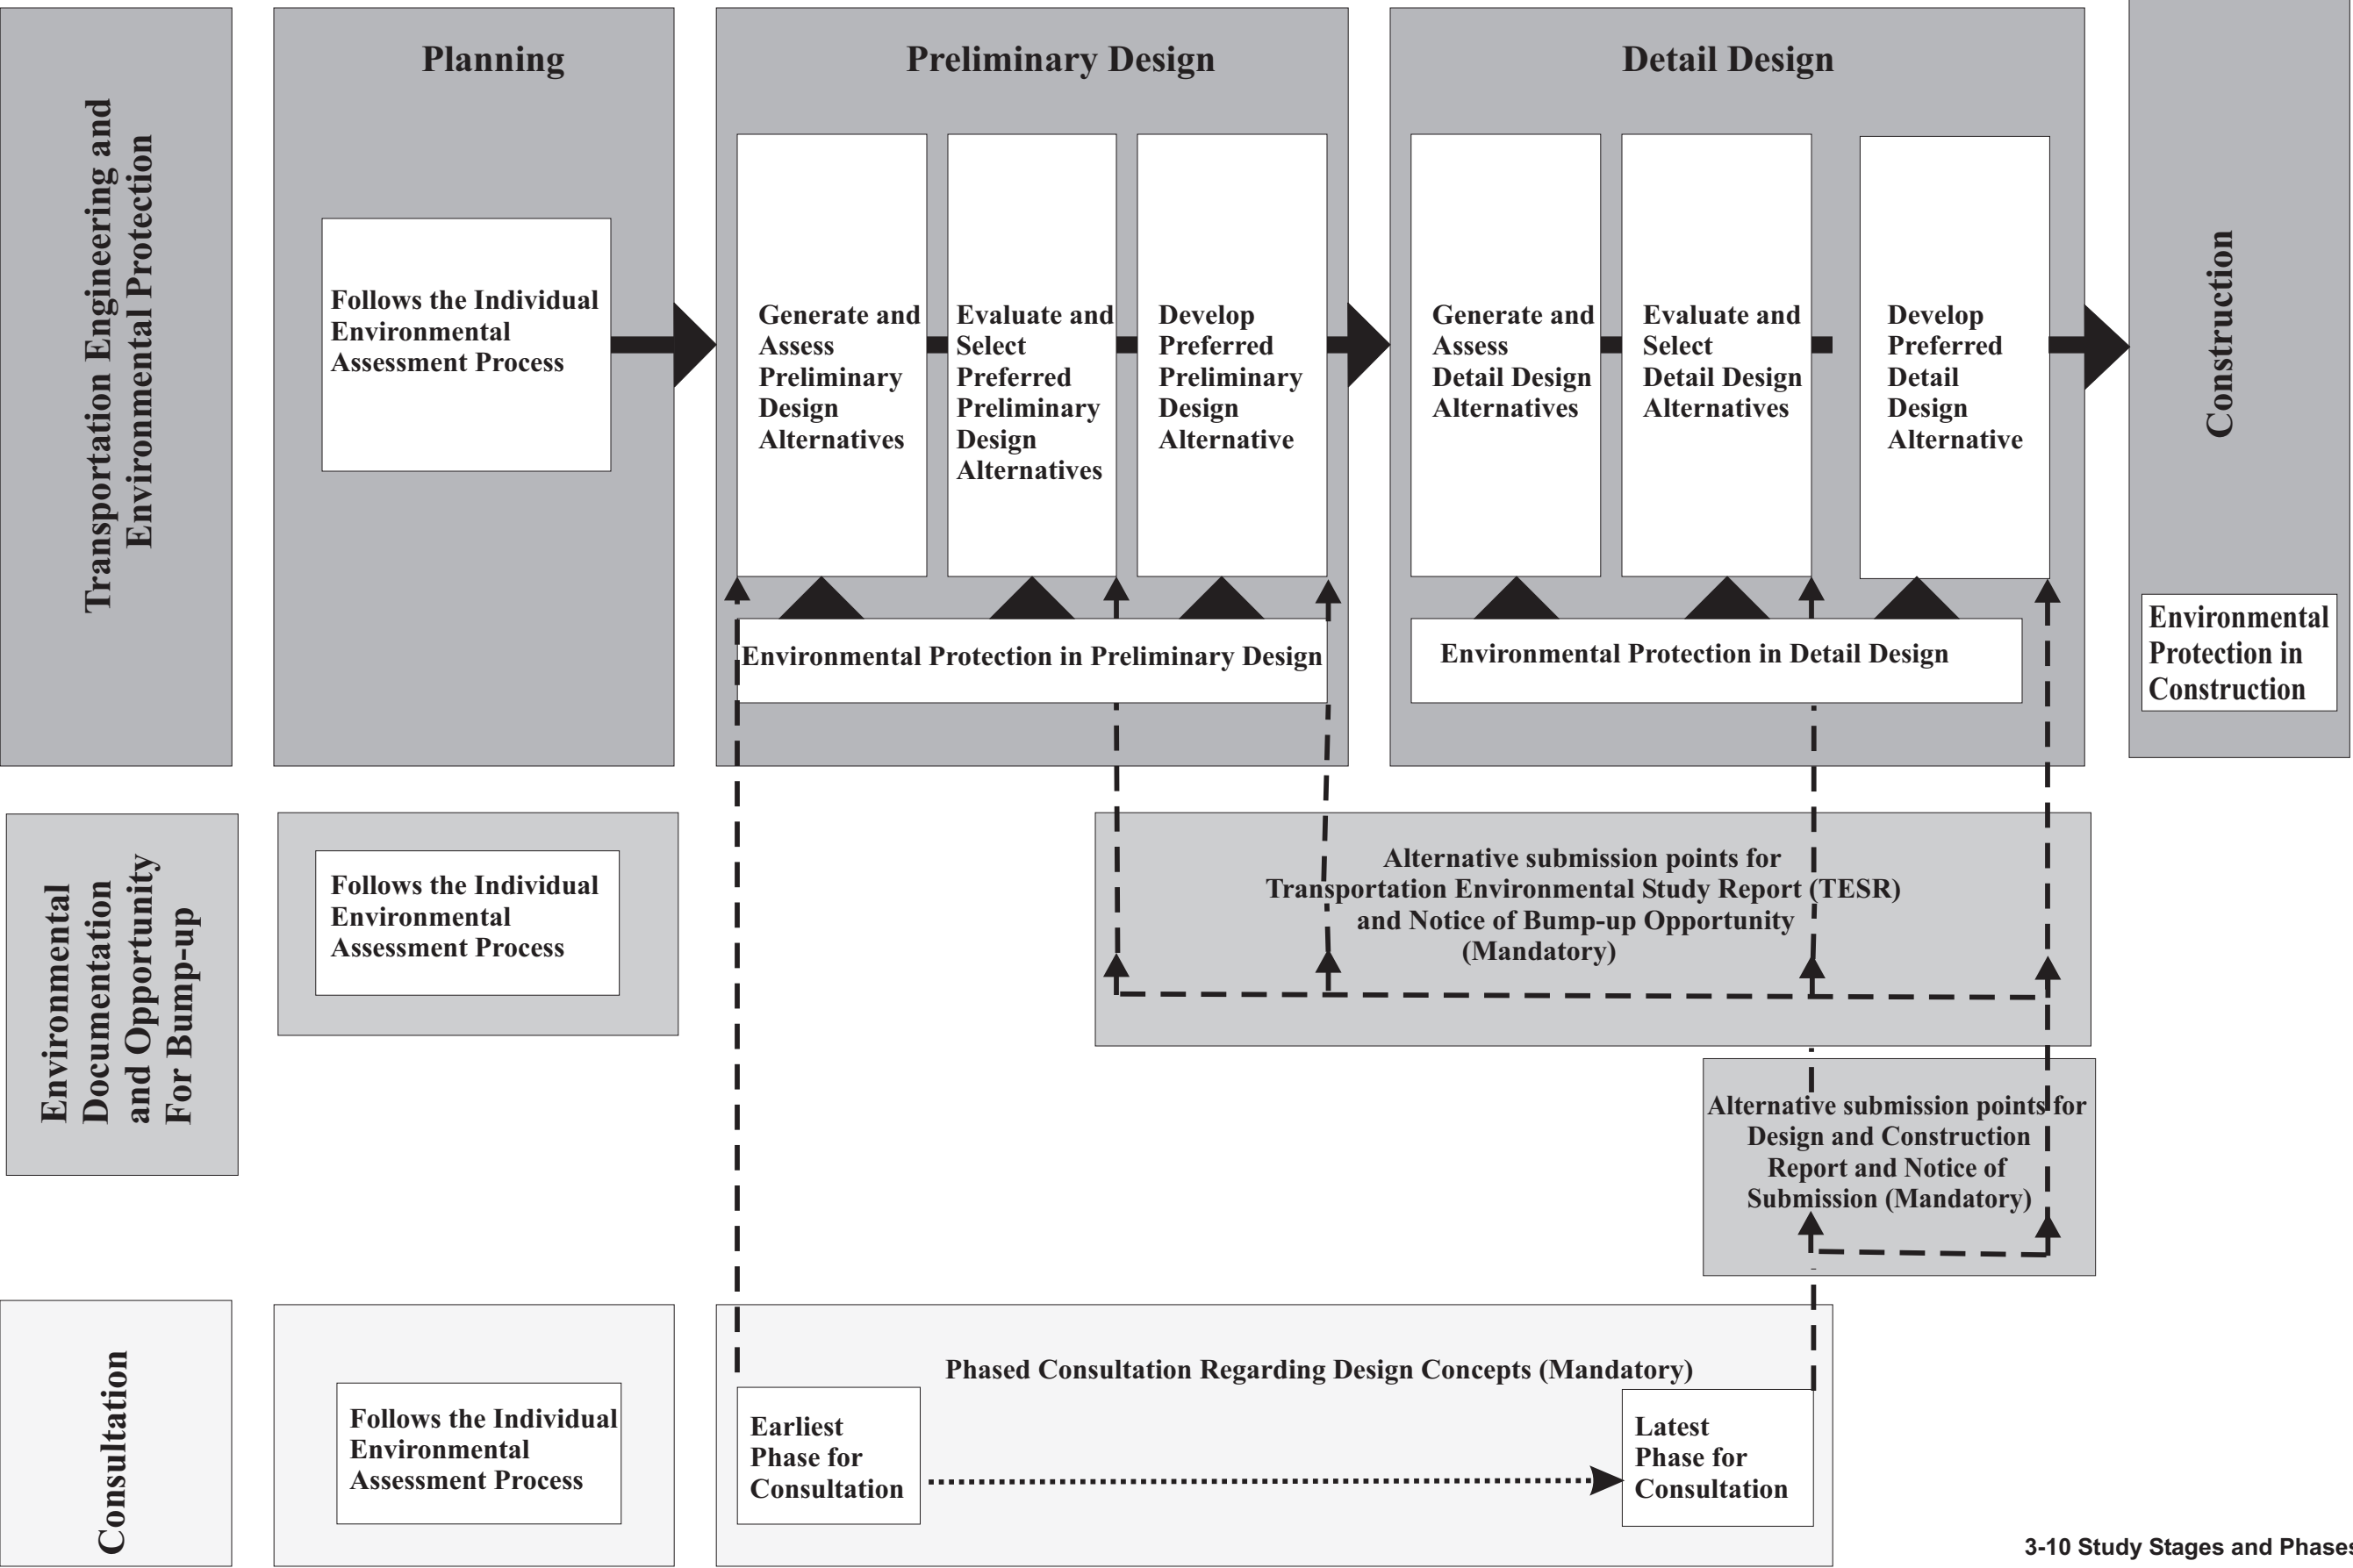 Transportation Engineering and
Environmental Protection
Planning
Follows the Individual
Environmental
Assessment Process
Preliminary Design
Generate and
Assess
Preliminary
Design
Alternatives
Evaluate and
Select
Preferred
Preliminary
Design
Alternatives
Develop
Preferred
Preliminary
Design
Alternative
Environmental Protection in Preliminary Design
Detail Design
Generate and
Assess
Detail Design
Alternatives
Evaluate and
Select
Detail Design
Alternatives
Develop
Preferred
Detail
Design
Alternative
Environmental Protection in Detail Design
Construction
Environmental
Protection in
Construction
Environmental
Documentation
and Opportunity
For Bump-up
Follows the Individual
Environmental
Assessment Process
Alternative submission points for
Transportation Environmental Study Report (TESR)
and Notice of Bump-up Opportunity
(Mandatory)
Alternative submission points for
Design and Construction
Report and Notice of
Submission (Mandatory)
Consultation
Follows the Individual
Environmental
Assessment Process
Phased Consultation Regarding Design Concepts (Mandatory)
Earliest
Phase for
Consultation
Latest
Phase for
Consultation
3-10 Study Stages and Phases